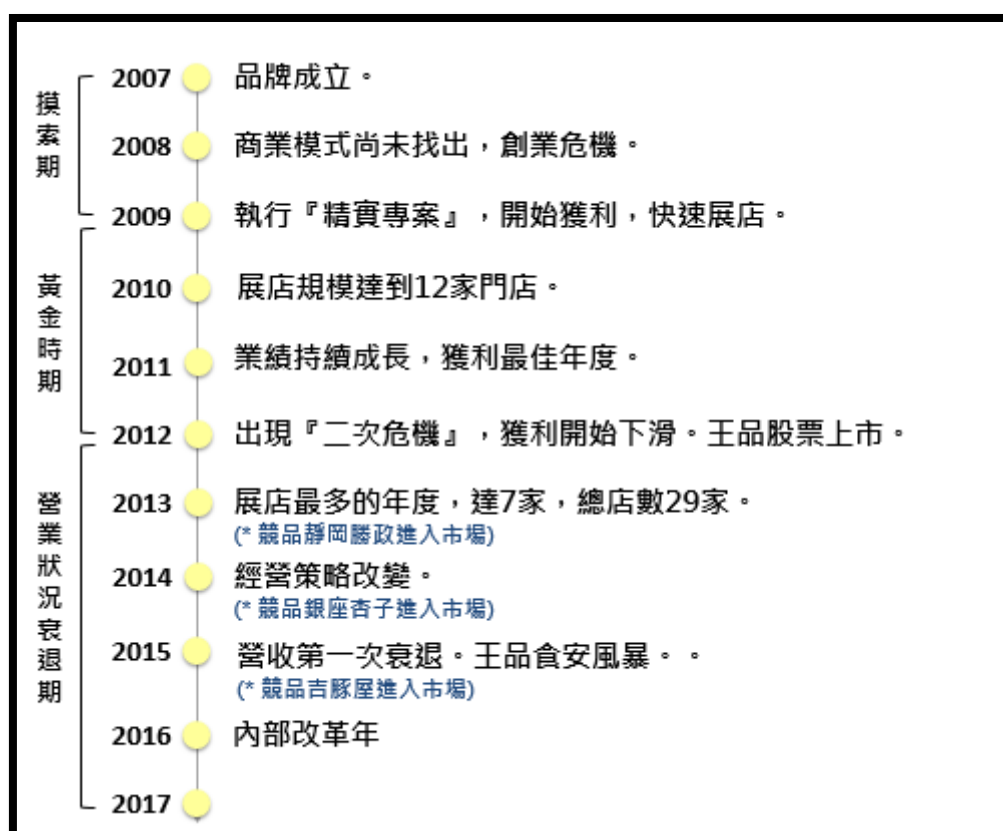 摸索期
2007 品牌成立。
2008 商業模式尚未找出，創業危機。
2009 執行『精實專案』，開始獲利，快速展店。
黃金時期
2010 展店規模達到12家門店。
2011 業績持續成長，獲利最佳年度。
2012 出現『二次危機』，獲利開始下滑。王品股票上市。
營業狀況衰退期
2013 展店最多的年度，達7家，總店數29家。
(* 競品靜岡勝政進入市場)
2014 經營策略改變。
(* 競品銀座杏子進入市場)
2015 營收第一次衰退。王品食安風暴。。
(* 競品吉豚屋進入市場)
2016 內部改革年
2017